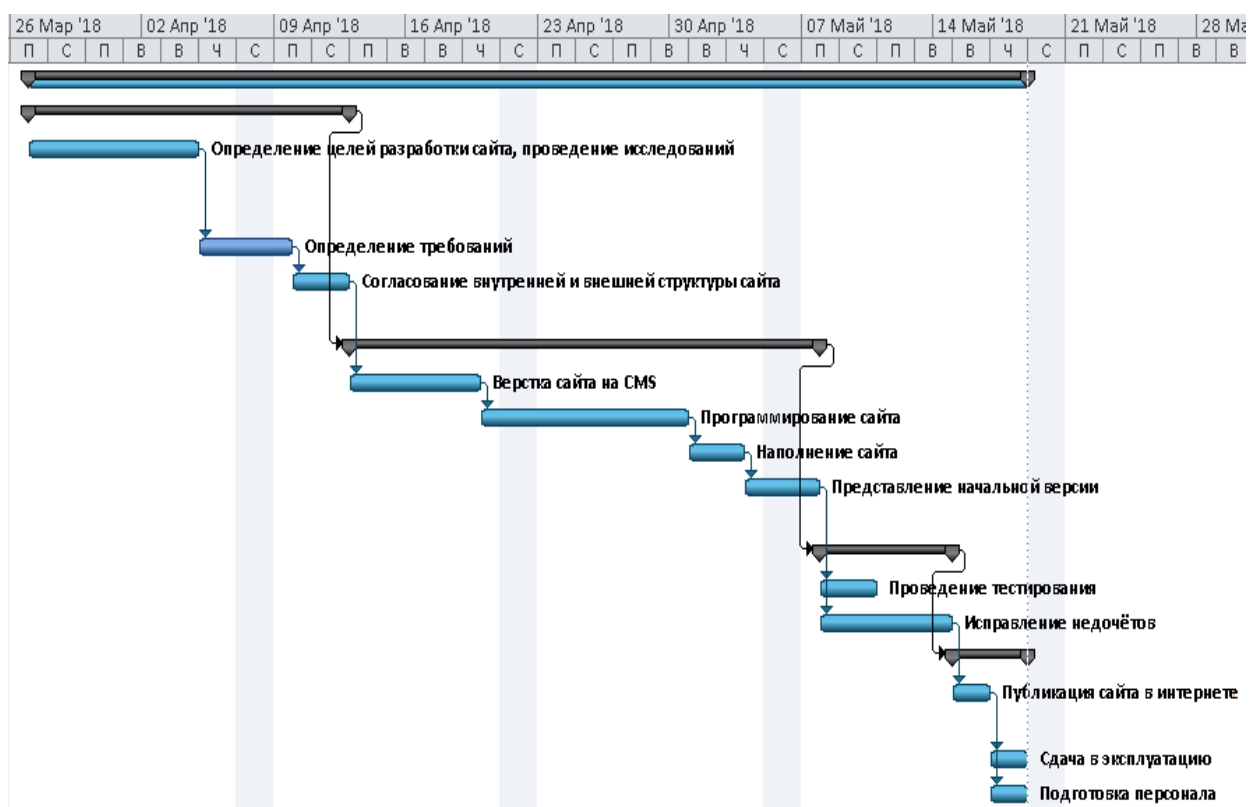 26 Мар '18 02 Апр '18 09 Апр '18 16 Апр '18 23 Апр '18 30 Апр '18 07 Май '18 14 Май '18 21 Май '18 28 Ма
П С П В В Ч С П С П В В Ч С П С П В В Ч С П С П В В Ч С П С П В В
Определение целей разработки сайта, проведение исследований
Определение требований
Согласование внутренней и внешней структуры сайта
Верстка сайта на CMS
Программирование сайта
Наполнение сайта
Представление начальной версии
Проведение тестирования
Исправление недочётов
Публикация сайта в интернете
Сдача в эксплуатацию
Подготовка персонала